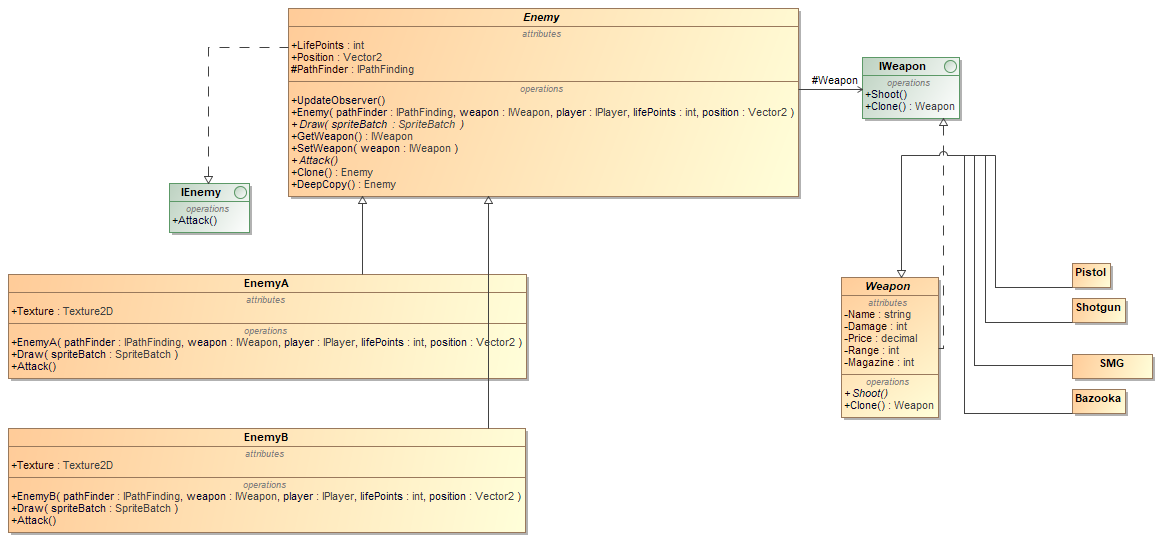 Enemy
attributes
+LifePoints : int
+Position : Vector2
#PathFinder : IPathFinding
operations
+UpdateObserver()
+Enemy( pathFinder : IPathFinding, weapon : IWeapon, player : IPlayer, lifePoints : int, position : Vector2 )
+Draw( spriteBatch : SpriteBatch )
+GetWeapon() : IWeapon
+SetWeapon( weapon : IWeapon )
+Attack()
+Clone() : Enemy
+DeepCopy() : Enemy
#Weapon
IWeapon
operations
+Shoot()
+Clone() : Weapon
IEnemy
operations
+Attack()
EnemyA
attributes
+Texture : Texture2D
operations
+EnemyA( pathFinder : IPathFinding, weapon : IWeapon, player : IPlayer, lifePoints : int, position : Vector2 )
+Draw( spriteBatch : SpriteBatch )
+Attack()
EnemyB
attributes
+Texture : Texture2D
operations
+EnemyB( pathFinder : IPathFinding, weapon : IWeapon, player : IPlayer, lifePoints : int, position : Vector2 )
+Draw( spriteBatch : SpriteBatch )
+Attack()
Weapon
attributes
-Name : string
-Damage : int
-Price : decimal
-Range : int
-Magazine : int
operations
+Shoot()
+Clone() : Weapon
Pistol
Shotgun
SMG
Bazooka